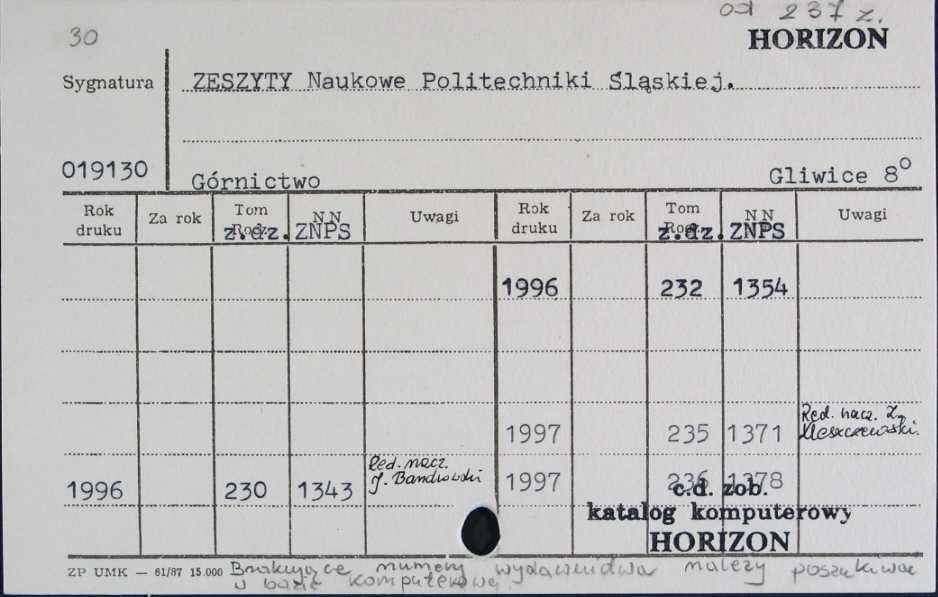 od 237 z.
30
HORIZON
Sygnatura ZESZYTY Naukowe Politechniki Śląskiej.
019130 Górnictwo Gliwice 8°
Rok druku Za rok Tom Rocz. N N Uwagi Rok druku Za rok Tom Rocz. N N Uwagi
z.dz. ZNPS z.dz. ZNPS
1996 232 1354
Red. nacz. Z.
1997 235 1371 Kleszczewski.
Red. nacz.
J. Bandrowski
1997 236 1378
1996 230 1343
c.d. zob.
katalog komputerowy
HORIZON
ZP UMK — 61/87 15.000 Brakujące numery wydawnictwa należy poszukiwać
w bazie komputerowej.